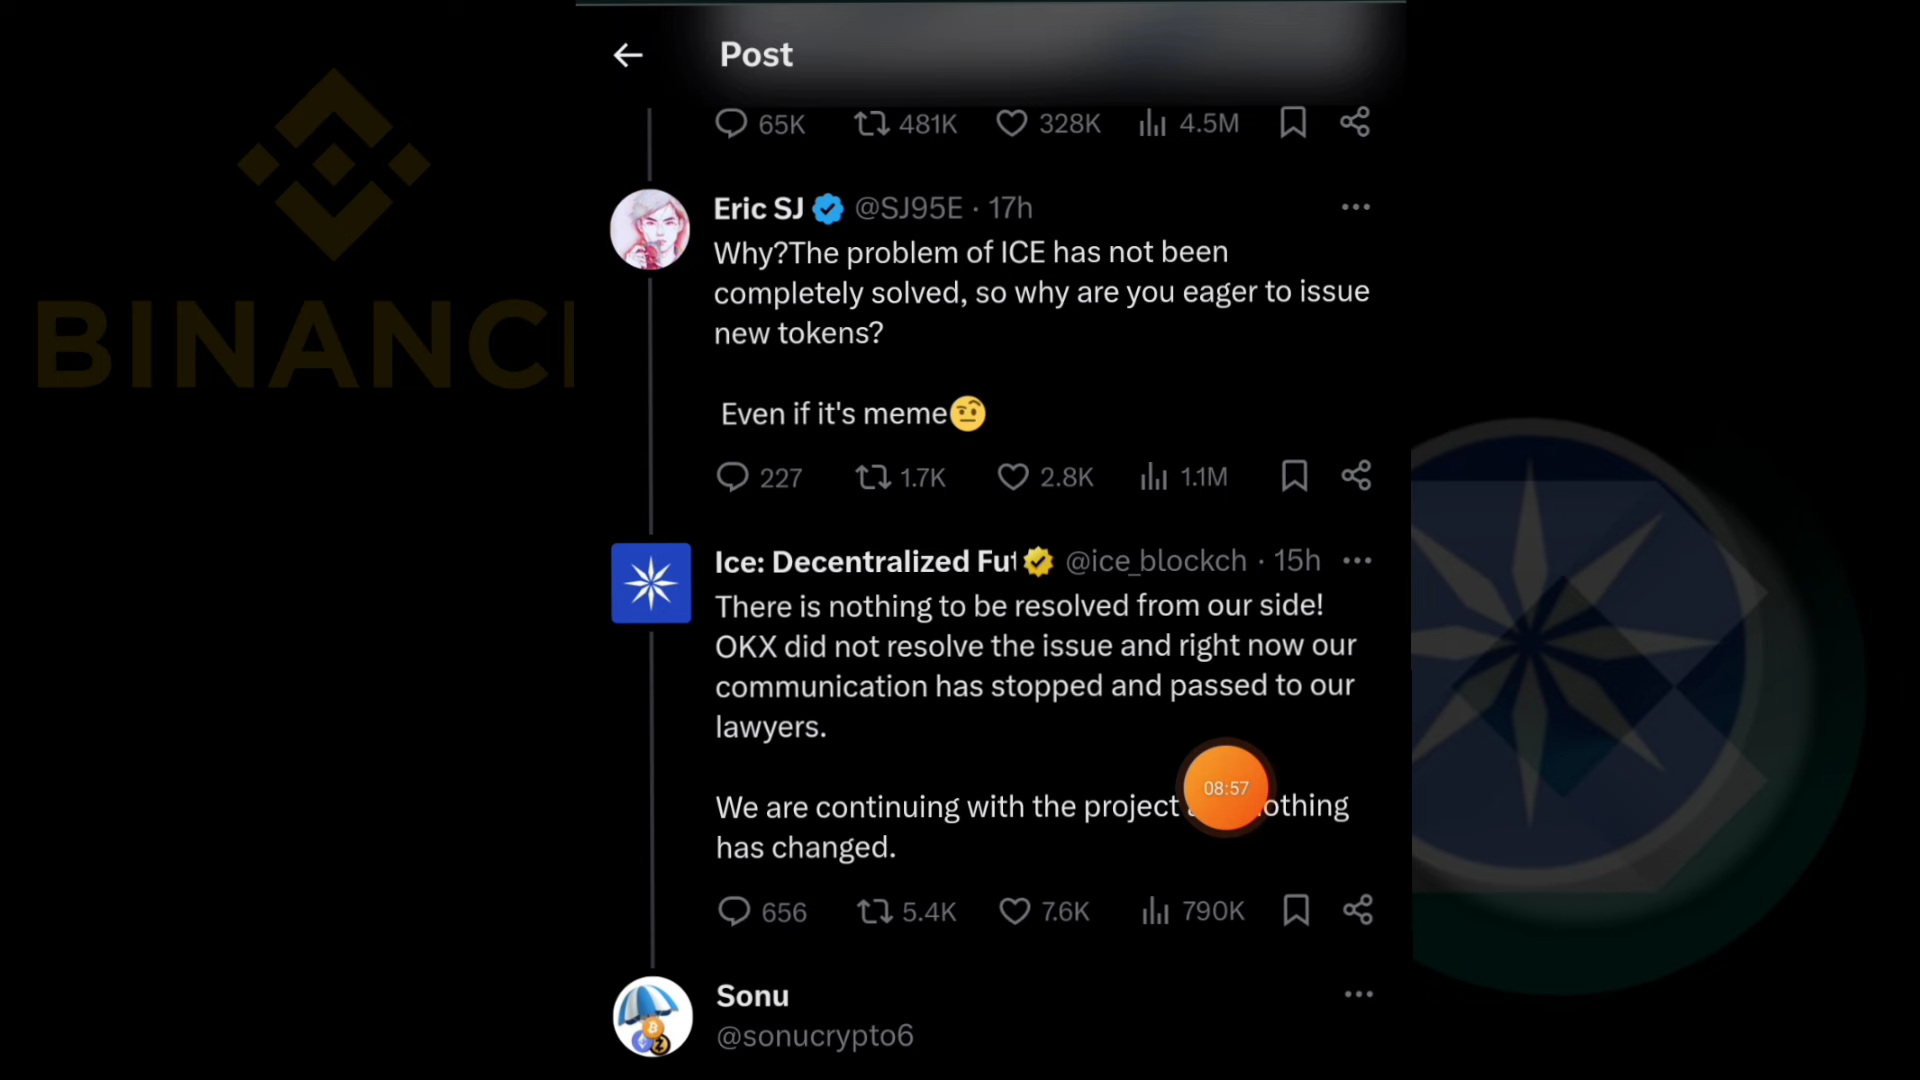 Post
65K 481K 328K 4.5M
BINANC
Eric SJ @SJ95E · 17h
Why?The problem of ICE has not been
completely solved, so why are you eager to issue
new tokens?
Even if it's meme🤨
227 1.7K 2.8K 1.1M
Ice: Decentralized Fut @ice_blockch · 15h
There is nothing to be resolved from our side!
OKX did not resolve the issue and right now our
communication has stopped and passed to our
lawyers.
08:57
We are continuing with the project othing
has changed.
656 5.4K 7.6K 790K
Sonu
@sonucrypto6